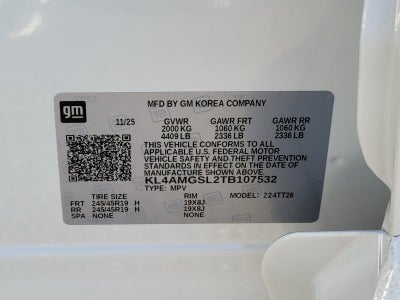 gm
MFD BY GM KOREA COMPANY
11/25 GVWR GAWR FRT GAWR RR
2000 KG 1060 KG 1060 KG
4409 LB 2336 LB 2336 LB
THIS VEHICLE CONFORMS TO ALL
APPLICABLE U.S. FEDERAL MOTOR
VEHICLE SAFETY AND THEFT PREVENTION
STANDARDS IN EFFECT ON THE DATE OF
MANUFACTURE SHOWN ABOVE.
KL4AMGSL2TB107532
TYPE: MPV MODEL: 224TT26
TIRE SIZE RIM
FRT 245/45R19 H 19X8J
RR 245/45R19 H 19X8J
SPA NONE NONE